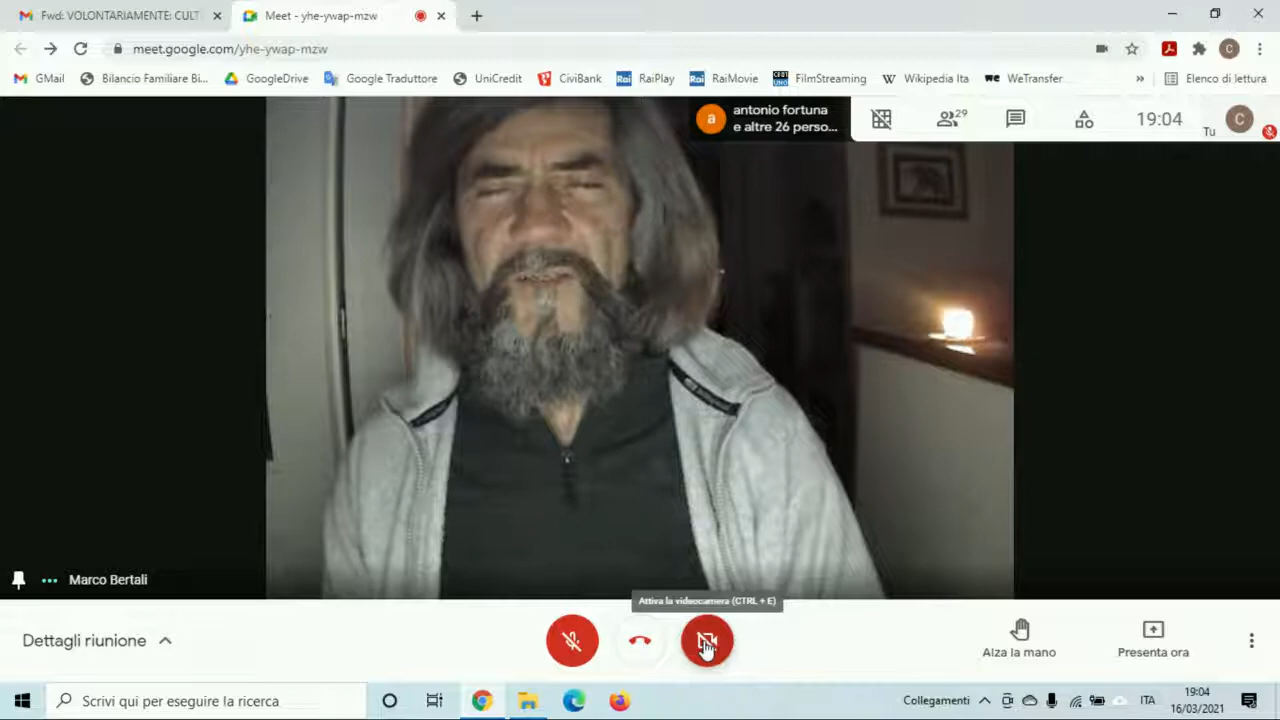 Fwd: VOLONTARIAMENTE: CULT
Meet - yhe-ywap-mzw
meet.google.com/yhe-ywap-mzw
C
GMail
Bilancio Familiare Bi...
GoogleDrive
Google Traduttore
UniCredit
CiviBank
Rai RaiPlay
Rai RaiMovie
FilmStreaming
W Wikipedia Ita
we WeTransfer
»
Elenco di lettura
a
antonio fortuna
e altre 26 perso...
29
19:04
Tu
C
Marco Bertali
Attiva la videocamera (CTRL + E)
Dettagli riunione
Alza la mano
Presenta ora
Scrivi qui per eseguire la ricerca
Collegamenti
ITA
19:04
16/03/2021